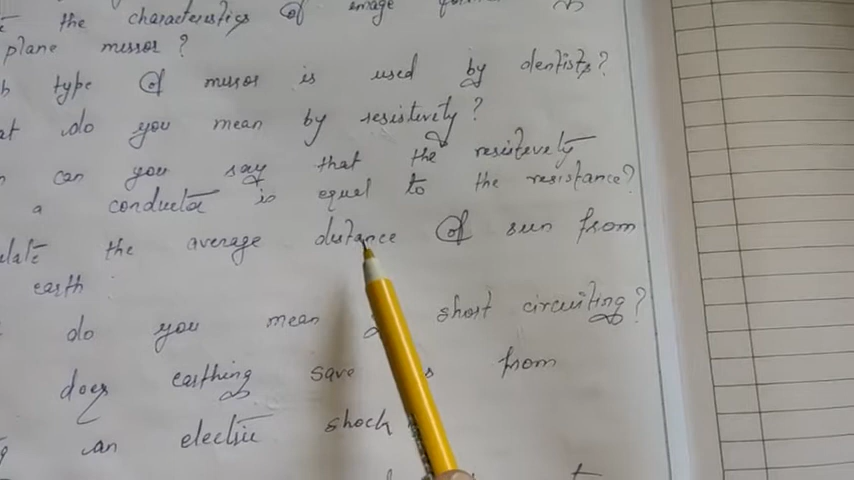 the characteristics of image
plane mirror ?
type of mirror is used by dentists?
do you mean by resistivety ?
can you say that the resistevety
a conductor is equal to the resistance?
the average distance of sun from
earth
do you mean short circuiting ?
does earthing save from
an electric shock